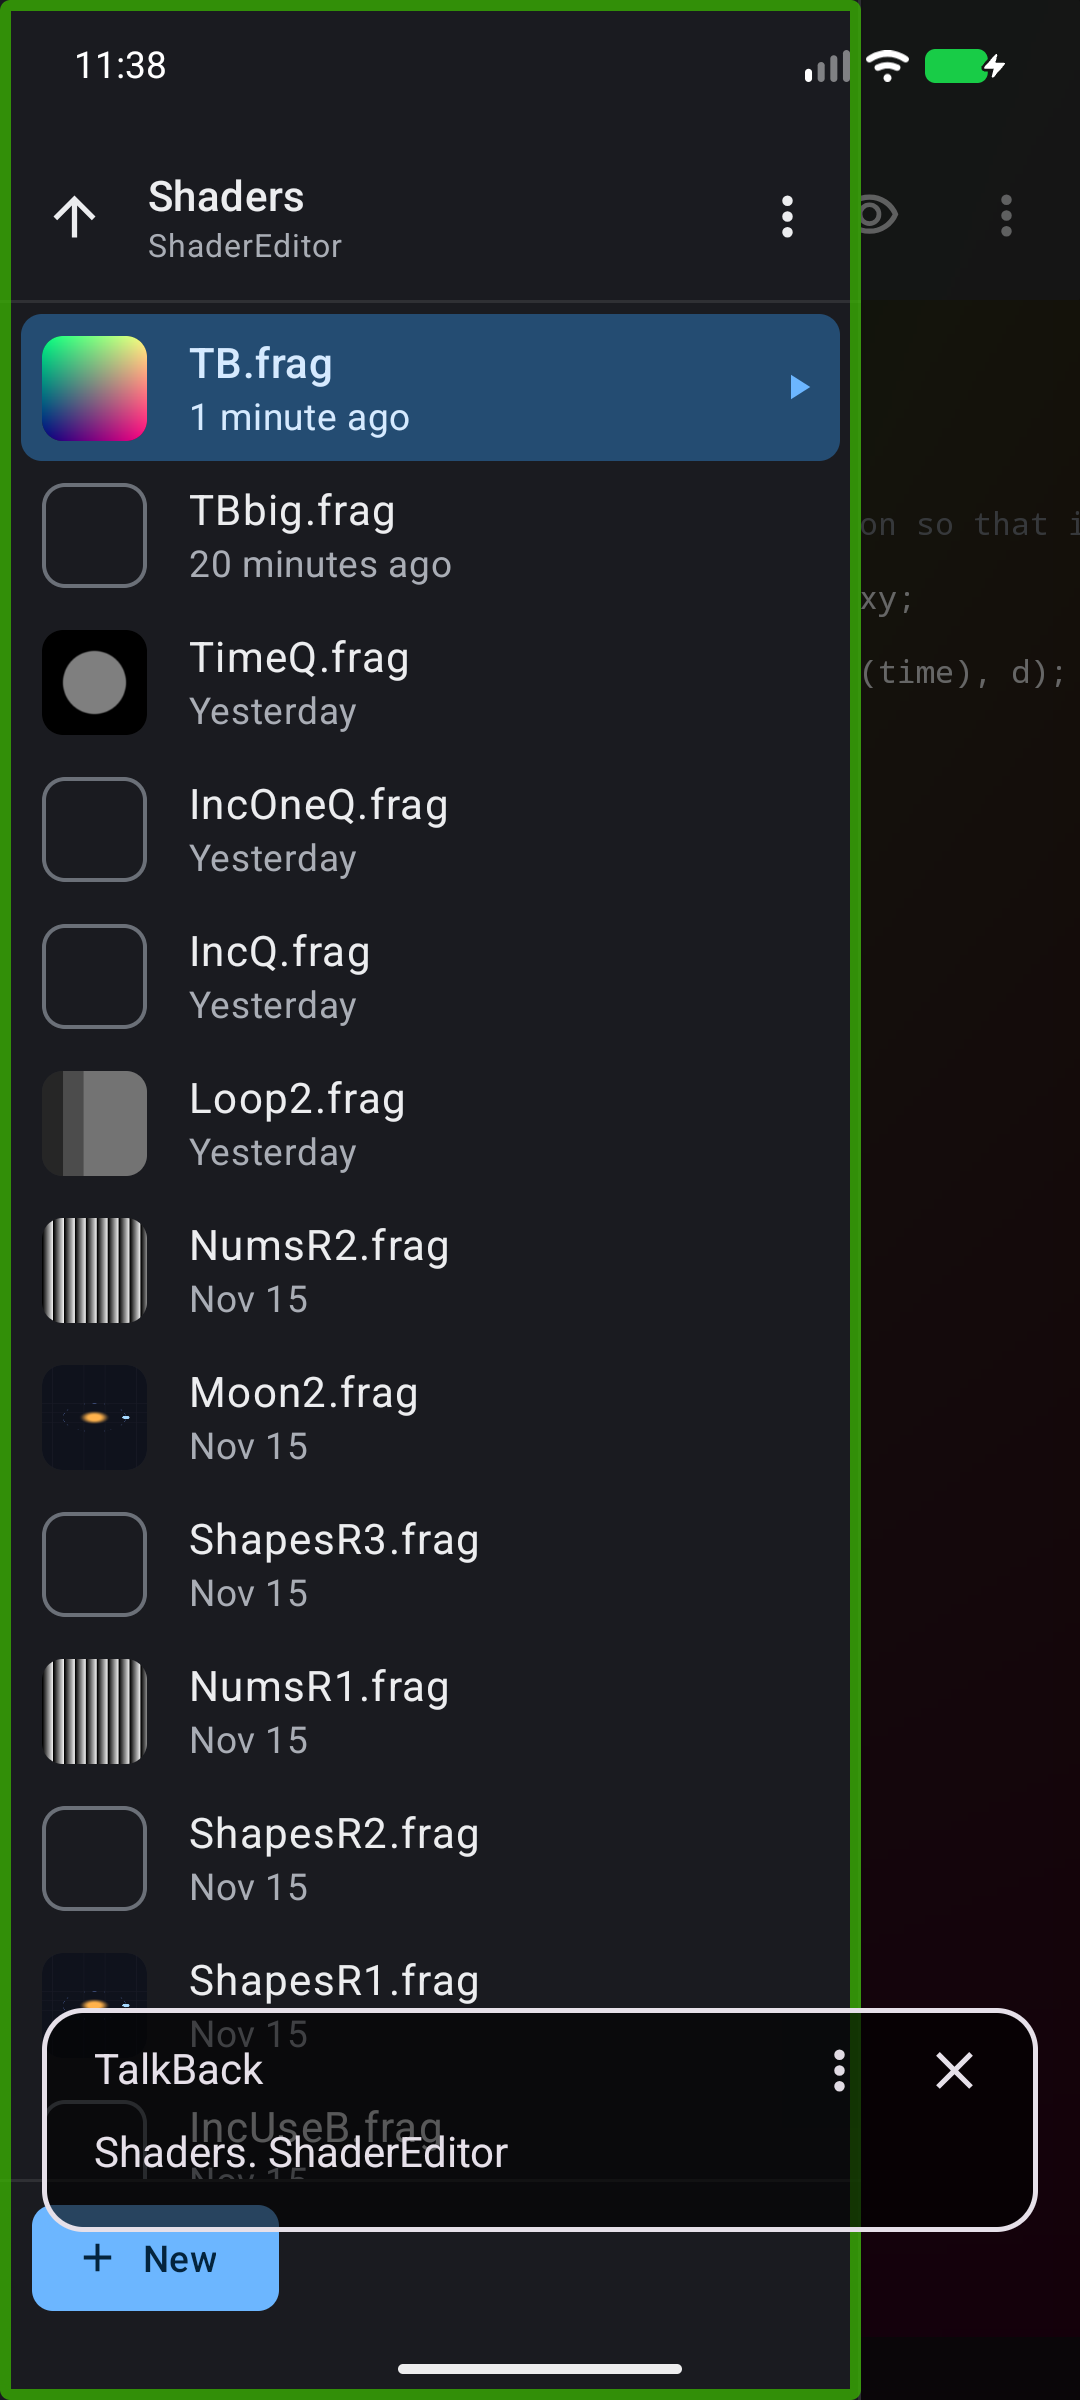 11:38
Shaders
ShaderEditor
TB.frag
1 minute ago
TBbig.frag
20 minutes ago
on so that i
TimeQ.frag
xy;
Yesterday
(time), d);
IncOneQ.frag
Yesterday
IncQ.frag
Yesterday
Loop2.frag
Yesterday
NumsR2.frag
Nov 15
Moon2.frag
Nov 15
ShapesR3.frag
Nov 15
NumsR1.frag
Nov 15
ShapesR2.frag
Nov 15
ShapesR1.frag
Nov 15
TalkBack
IncUseB.frag
Shaders. ShaderEditor
Nov 15
+ New